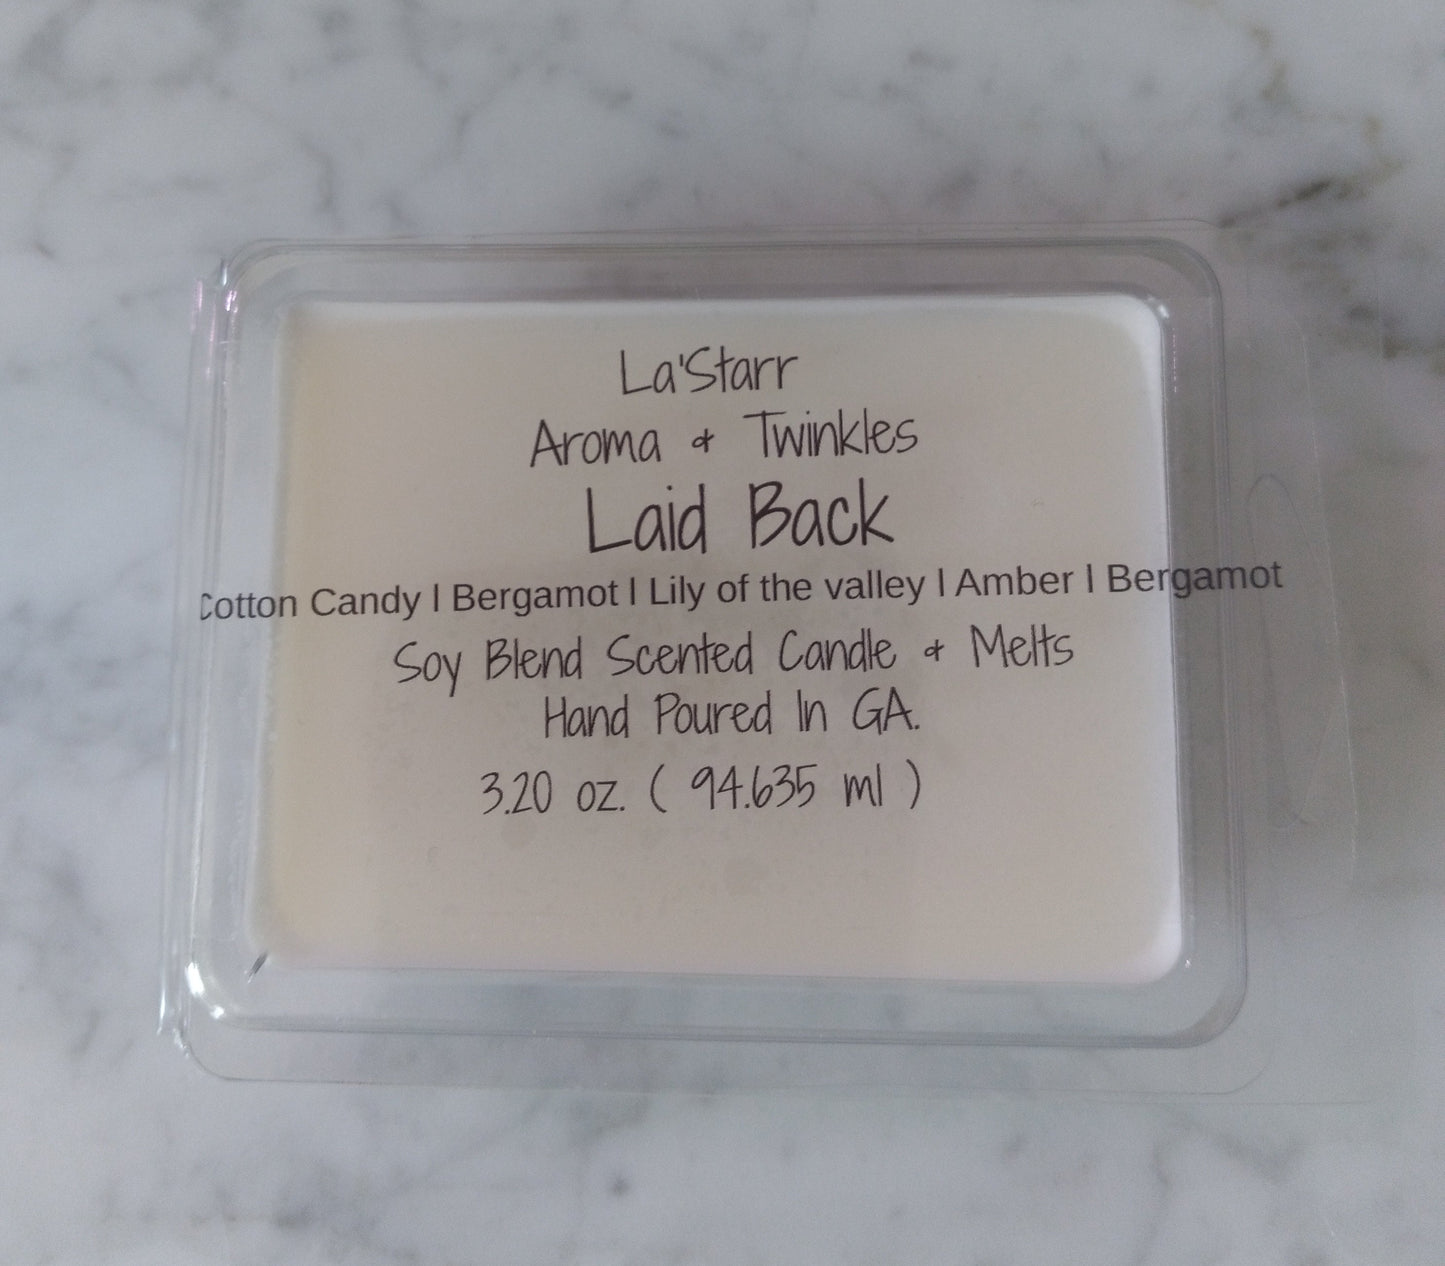 La'Starr
Aroma & Twinkles
Laid Back
Cotton Candy | Bergamot | Lily of the valley | Amber | Bergamot
Soy Blend Scented Candle & Melts
Hand Poured In GA.
3.20 oz. ( 94.635 ml )